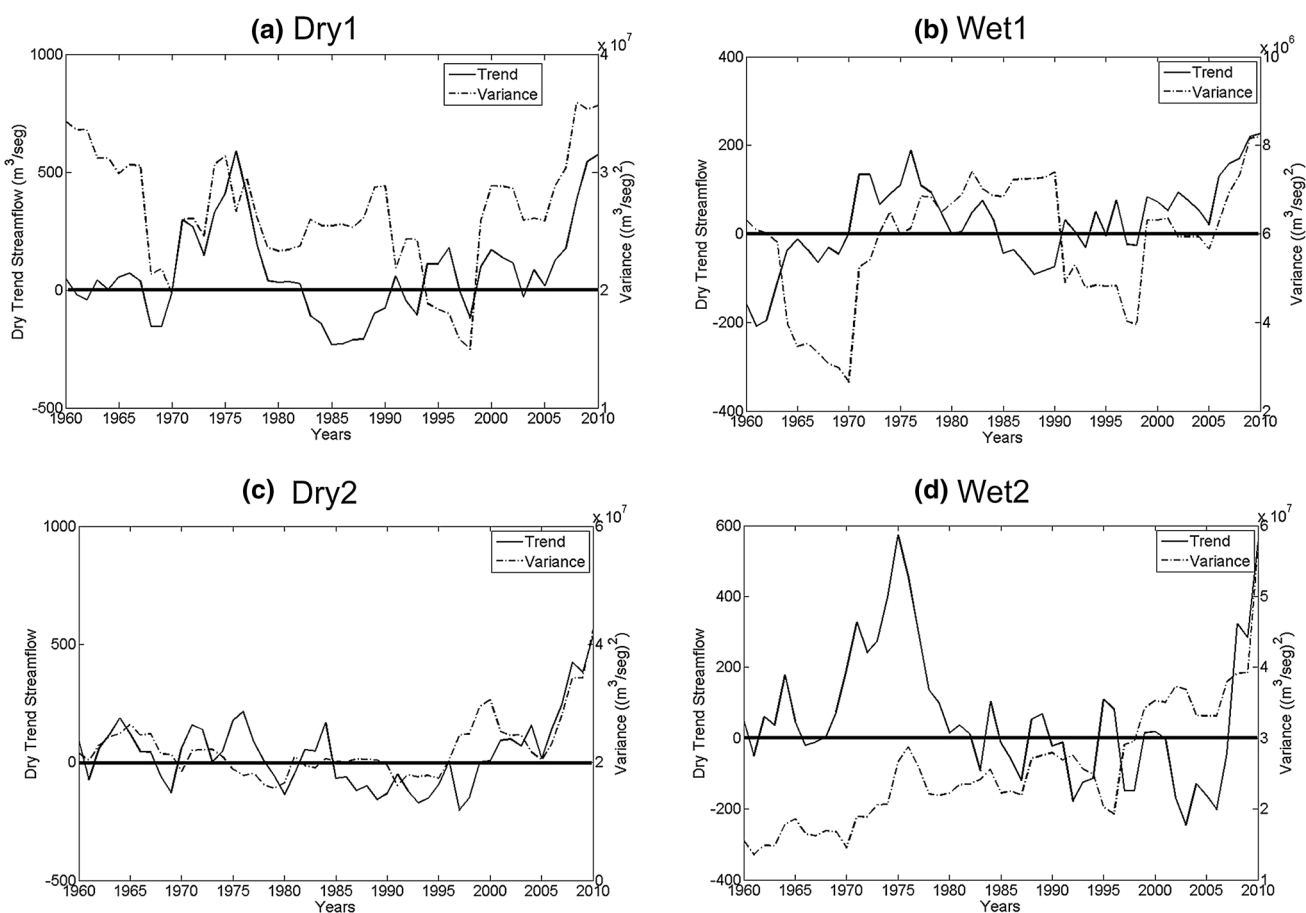 (a) Dry1
x 10^7
1000
500
0
-500
4
3
2
1
Trend
Variance
Dry Trend Streamflow (m^3/seg)
Variance ((m^3/seg)^2)
1960 1965 1970 1975 1980 1985 1990 1995 2000 2005 2010
Years
(b) Wet1
x 10^6
400
200
0
-200
-400
10
8
6
4
2
Trend
Variance
Dry Trend Streamflow
Variance ((m^3/seg)^2)
1960 1965 1970 1975 1980 1985 1990 1995 2000 2005 2010
Years
(c) Dry2
x 10^7
1000
500
0
-500
6
4
2
0
Trend
Variance
Dry Trend Streamflow
Variance ((m^3/seg)^2)
1960 1965 1970 1975 1980 1985 1990 1995 2000 2005 2010
Years
(d) Wet2
x 10^7
600
400
200
0
-200
-400
6
5
4
3
2
1
Trend
Variance
Dry Trend Streamflow
Variance ((m^3/seg)^2)
1960 1965 1970 1975 1980 1985 1990 1995 2000 2005 2010
Years